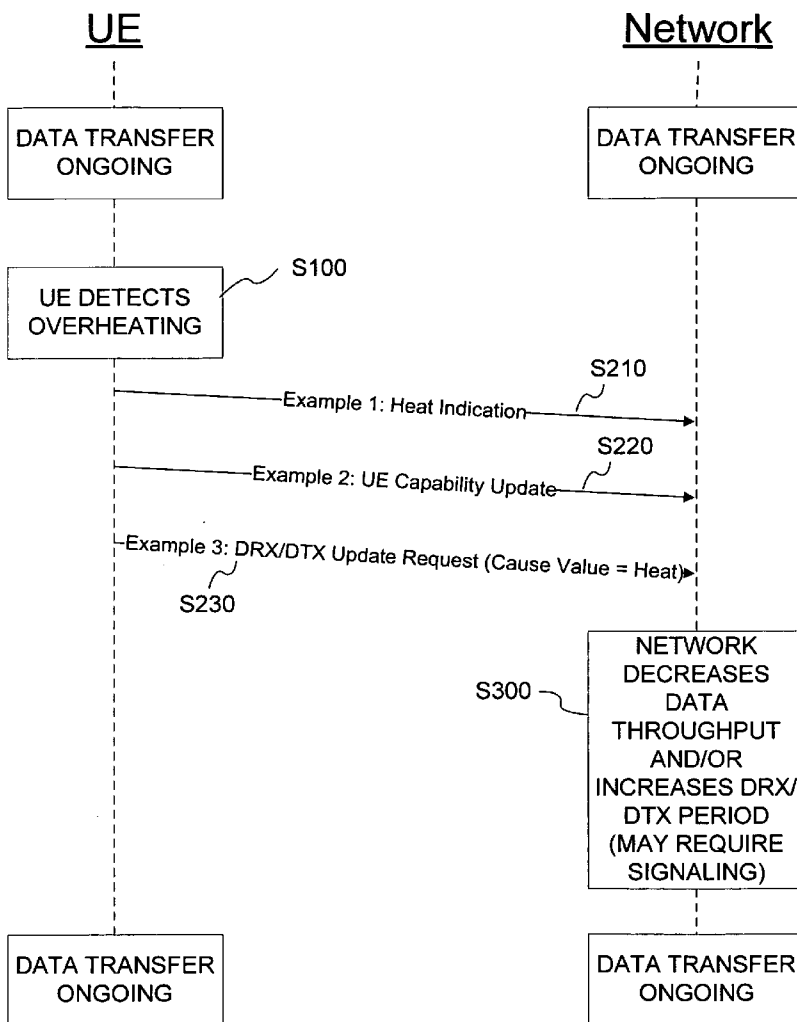 UE
Network
DATA TRANSFER
ONGOING
DATA TRANSFER
ONGOING
S100
UE DETECTS
OVERHEATING
S210
Example 1: Heat Indication
S220
Example 2: UE Capability Update
Example 3: DRX/DTX Update Request (Cause Value = Heat)
S230
S300
NETWORK
DECREASES
DATA
THROUGHPUT
AND/OR
INCREASES DRX/
DTX PERIOD
(MAY REQUIRE
SIGNALING)
DATA TRANSFER
ONGOING
DATA TRANSFER
ONGOING